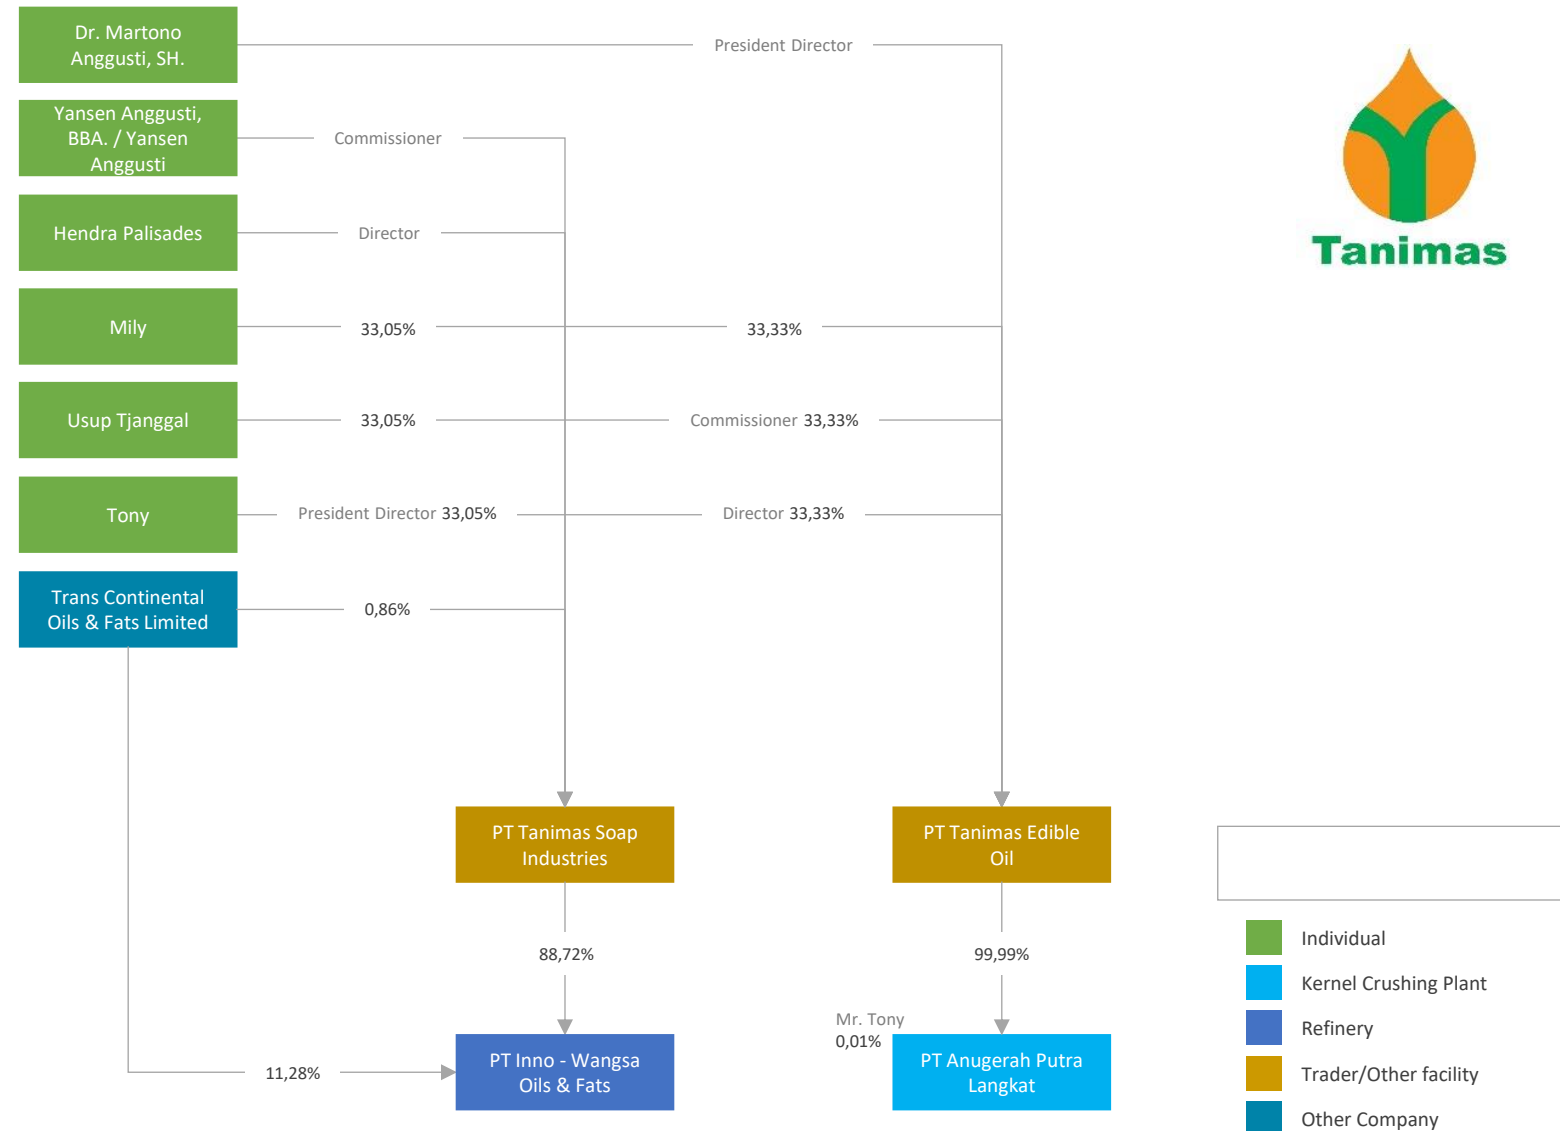 Dr. Martono
Anggusti, SH.
President Director
Yansen Anggusti,
BBA. / Yansen
Anggusti
Commissioner
Hendra Palisades
Director
Mily
33,05%
33,33%
Usup Tjanggal
33,05%
Commissioner 33,33%
Tony
President Director 33,05%
Director 33,33%
Trans Continental
Oils & Fats Limited
0,86%
Tanimas
PT Tanimas Soap
Industries
PT Tanimas Edible
Oil
88,72%
99,99%
Mr. Tony
0,01%
11,28%
PT Inno - Wangsa
Oils & Fats
PT Anugerah Putra
Langkat
Individual
Kernel Crushing Plant
Refinery
Trader/Other facility
Other Company